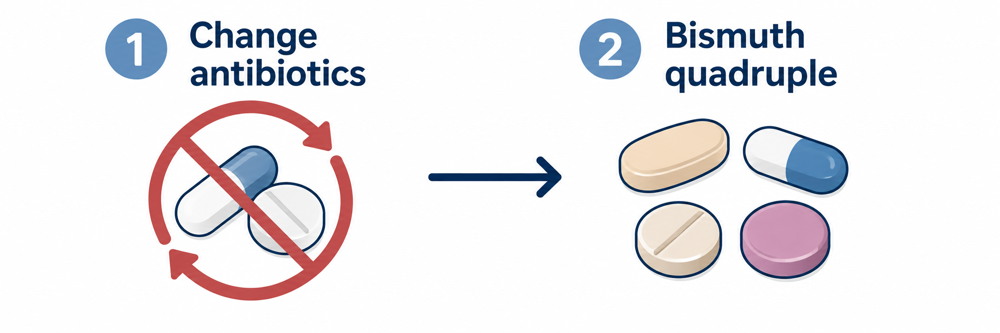 1
Change
antibiotics
2
Bismuth
quadruple